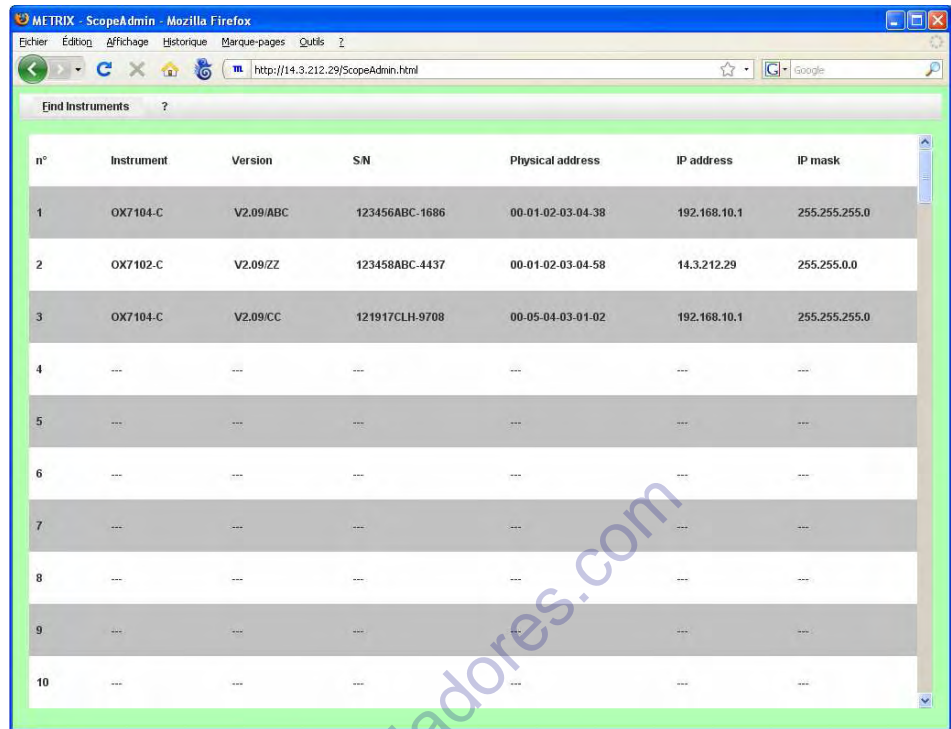 METRIX - ScopeAdmin - Mozilla Firefox
Fichier Édition Affichage Historique Marque-pages Outils ?
m http://14.3.212.29/ScopeAdmin.html G Google
Find Instruments ?
n° Instrument Version S/N Physical address IP address IP mask
1 OX7104-C V2.09/ABC 123456ABC-1686 00-01-02-03-04-38 192.168.10.1 255.255.255.0
2 OX7102-C V2.09/ZZ 123458ABC-4437 00-01-02-03-04-58 14.3.212.29 255.255.0.0
3 OX7104-C V2.09/CC 121917CLH-9708 00-05-04-03-01-02 192.168.10.1 255.255.255.0
4 --- --- --- --- --- ---
5 --- --- --- --- --- ---
6 --- --- --- --- --- ---
7 --- --- --- --- --- ---
8 --- --- --- --- --- ---
9 --- --- --- --- --- ---
10 --- --- --- --- --- ---
adores.com